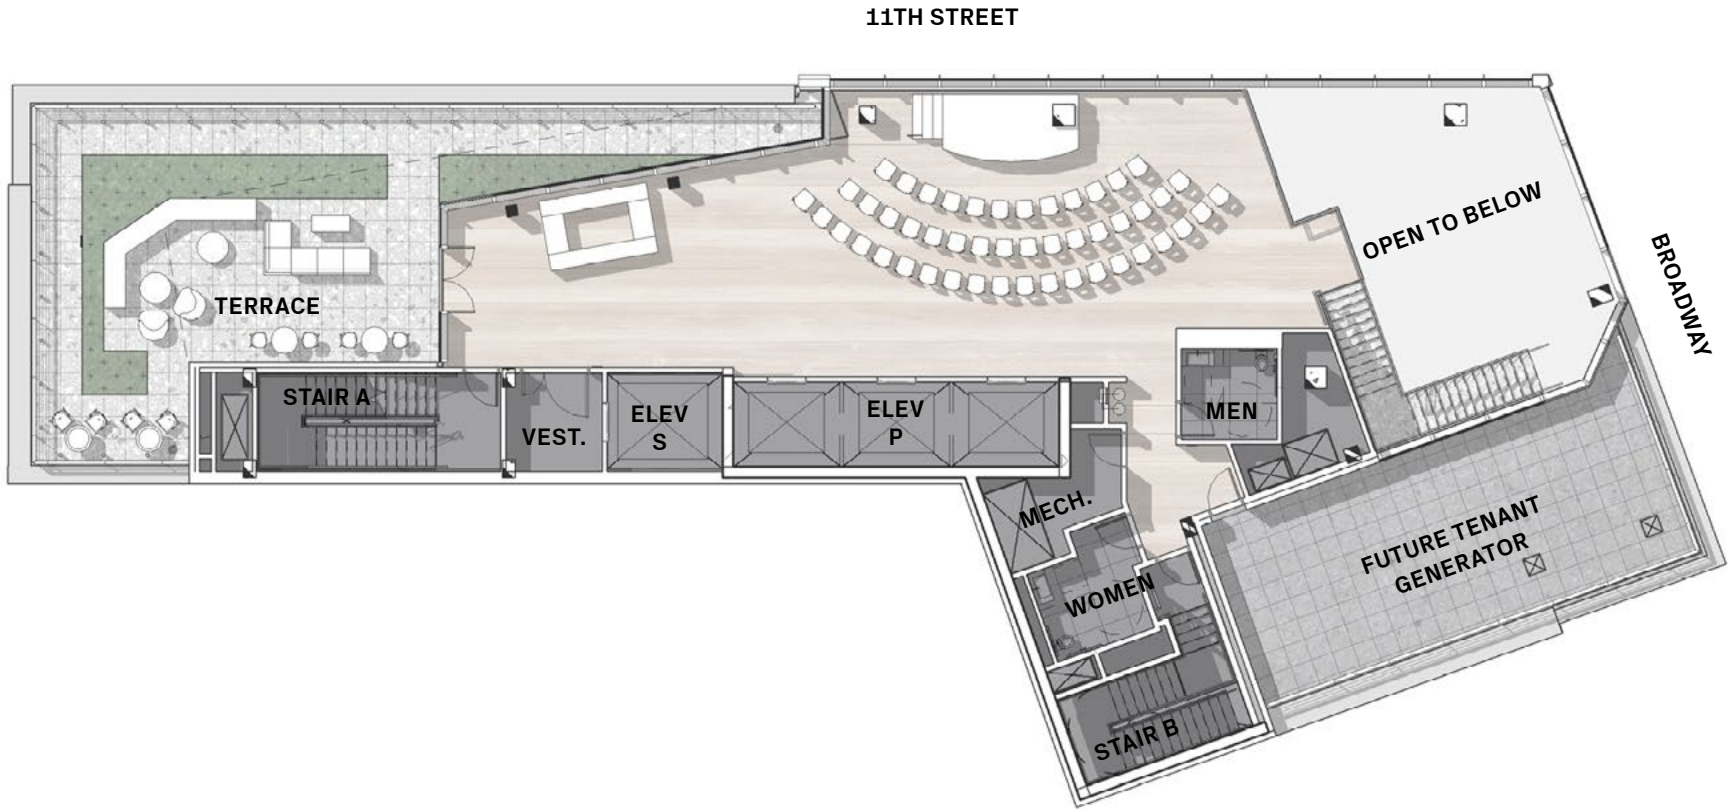 11TH STREET
OPEN TO BELOW
BROADWAY
TERRACE
STAIR A
VEST.
ELEV
S
ELEV
P
MEN
MECH.
WOMEN
FUTURE TENANT
GENERATOR
STAIR B